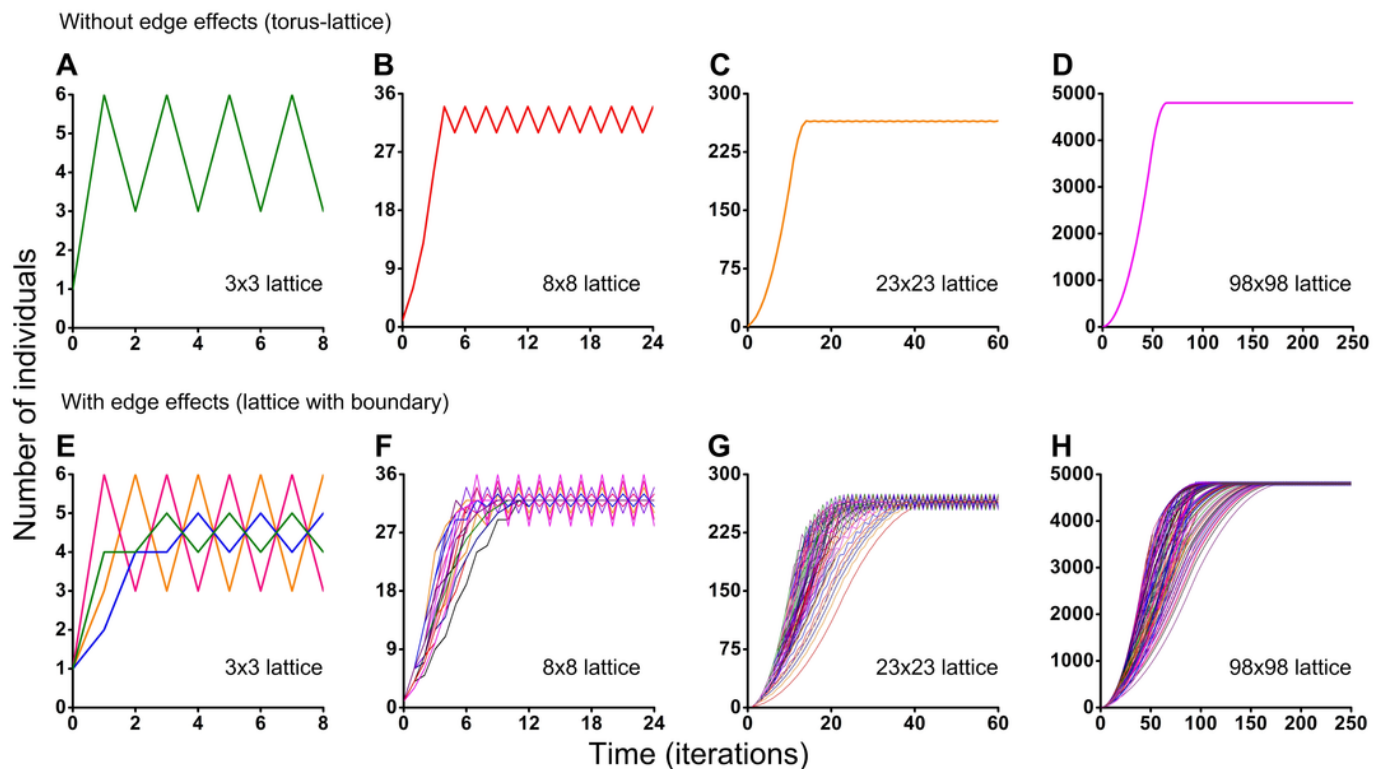 Without edge effects (torus-lattice)
A
B
C
D
6
5
4
3
2
1
0
0 2 4 6 8
3x3 lattice
36
27
18
9
0
0 6 12 18 24
8x8 lattice
300
225
150
75
0
0 20 40 60
23x23 lattice
5000
4000
3000
2000
1000
0
0 50 100 150 200 250
98x98 lattice
Number of individuals
With edge effects (lattice with boundary)
E
F
G
H
6
5
4
3
2
1
0
0 2 4 6 8
3x3 lattice
36
27
18
9
0
0 6 12 18 24
8x8 lattice
300
225
150
75
0
0 20 40 60
23x23 lattice
5000
4000
3000
2000
1000
0
0 50 100 150 200 250
98x98 lattice
Time (iterations)